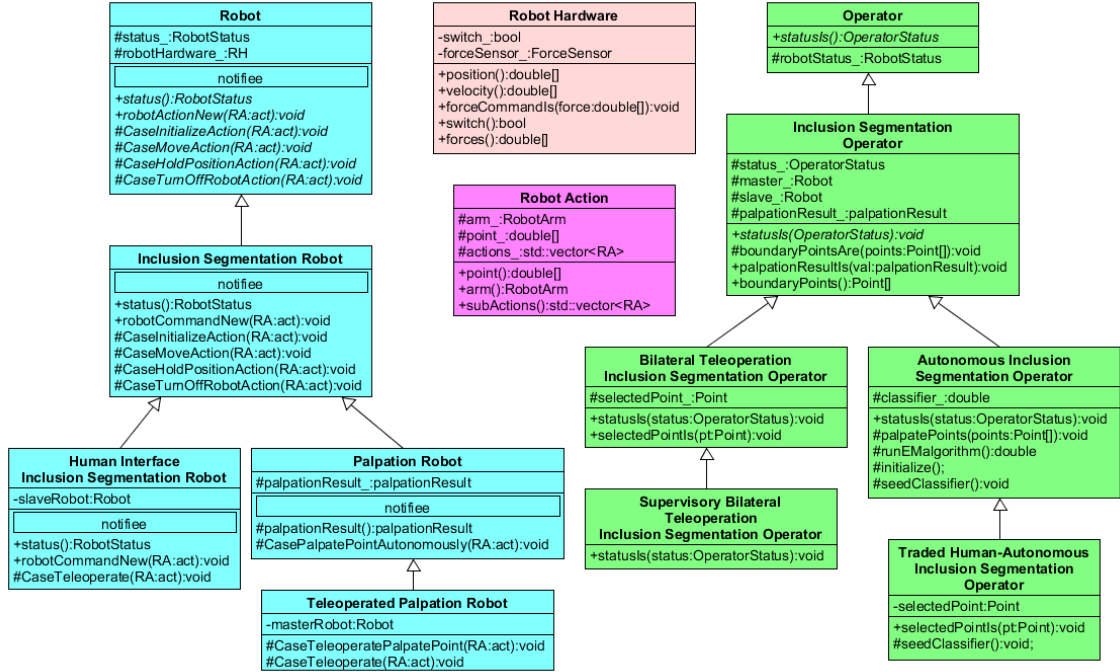 Robot
#status_:RobotStatus
#robotHardware_:RH
notifiee
+status():RobotStatus
+robotActionNew(RA:act):void
#CaseInitializeAction(RA:act):void
#CaseMoveAction(RA:act):void
#CaseHoldPositionAction(RA:act):void
#CaseTurnOffRobotAction(RA:act):void
Robot Hardware
-switch_:bool
-forceSensor_:ForceSensor
+position():double[]
+velocity():double[]
+forceCommandIs(force:double[]):void
+switch():bool
+forces():double[]
Operator
+statusIs():OperatorStatus
#robotStatus_:RobotStatus
Inclusion Segmentation
Operator
#status_:OperatorStatus
#master_:Robot
#slave_:Robot
#palpationResult_:palpationResult
+statusIs(OperatorStatus):void
#boundaryPointsAre(points:Point[]):void
+palpationResultIs(val:palpationResult):void
+boundaryPoints():Point[]
Robot Action
#arm_:RobotArm
#point_:double[]
#actions_:std::vector<RA>
+point():double[]
+arm():RobotArm
+subActions():std::vector<RA>
Inclusion Segmentation Robot
notifiee
+status():RobotStatus
+robotCommandNew(RA:act):void
#CaseInitializeAction(RA:act):void
#CaseMoveAction(RA:act):void
#CaseHoldPositionAction(RA:act):void
#CaseTurnOffRobotAction(RA:act):void
Bilateral Teleoperation
Inclusion Segmentation Operator
#selectedPoint_:Point
+statusIs(status:OperatorStatus):void
+selectedPointIs(pt:Point):void
Autonomous Inclusion
Segmentation Operator
#classifier_:double
+statusIs(status:OperatorStatus):void
#palpatePoints(points:Point[]):void
#runEMalgorithm():double
#initialize();
#seedClassifier():void
Human Interface
Inclusion Segmentation Robot
-slaveRobot:Robot
notifiee
+status():RobotStatus
+robotCommandNew(RA:act):void
#CaseTeleoperate(RA:act):void
Palpation Robot
#palpationResult_:palpationResult
notifiee
#palpationResult():palpationResult
#CasePalpatePointAutonomously(RA:act):void
Supervisory Bilateral
Teleoperation
Inclusion Segmentation Operator
+statusIs(status:OperatorStatus):void
Traded Human-Autonomous
Inclusion Segmentation
Operator
-selectedPoint:Point
+selectedPointIs(pt:Point):void
#seedClassifier():void;
Teleoperated Palpation Robot
-masterRobot:Robot
#CaseTeleoperatePalpatePoint(RA:act):void
#CaseTeleoperate(RA:act):void